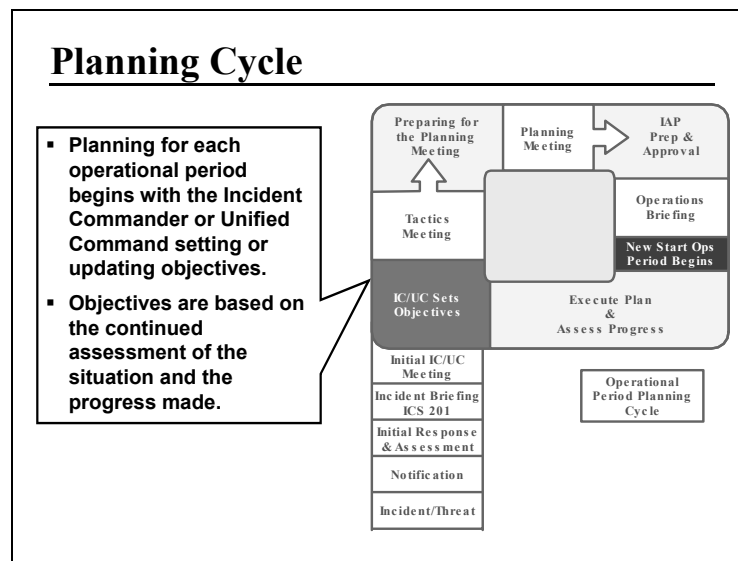 Planning Cycle
▪ Planning for each
operational period
begins with the Incident
Commander or Unified
Command setting or
updating objectives.
▪ Objectives are based on
the continued
assessment of the
situation and the
progress made.
Preparing for
the Planning
Meeting
Planning
Meeting
IAP
Prep &
Approval
Tactics
Meeting
Operations
Briefing
New Start Ops
Period Begins
IC/UC Sets
Objectives
Execute Plan
&
Assess Progress
Initial IC/UC
Meeting
Incident Briefing
ICS 201
Initial Response
& Assessment
Notification
Incident/Threat
Operational
Period Planning
Cycle